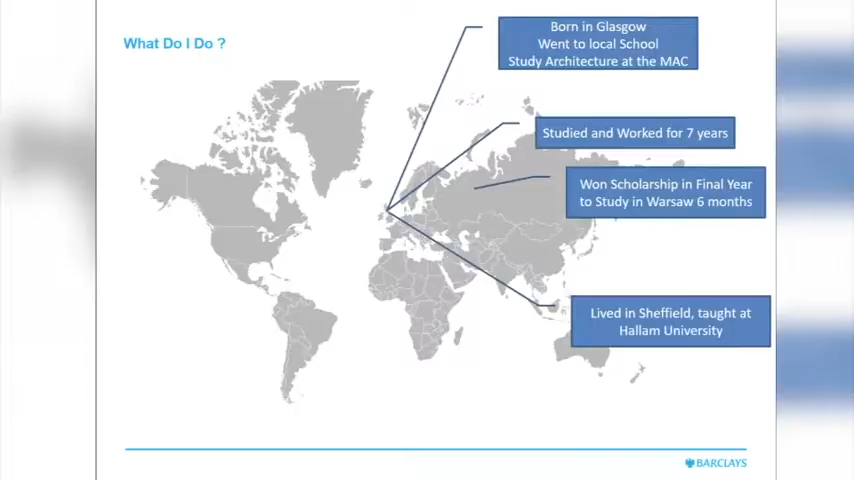 What Do I Do ?
Born in Glasgow
Went to local School
Study Architecture at the MAC
Studied and Worked for 7 years
Won Scholarship in Final Year
to Study in Warsaw 6 months
Lived in Sheffield, taught at
Hallam University
BARCLAYS